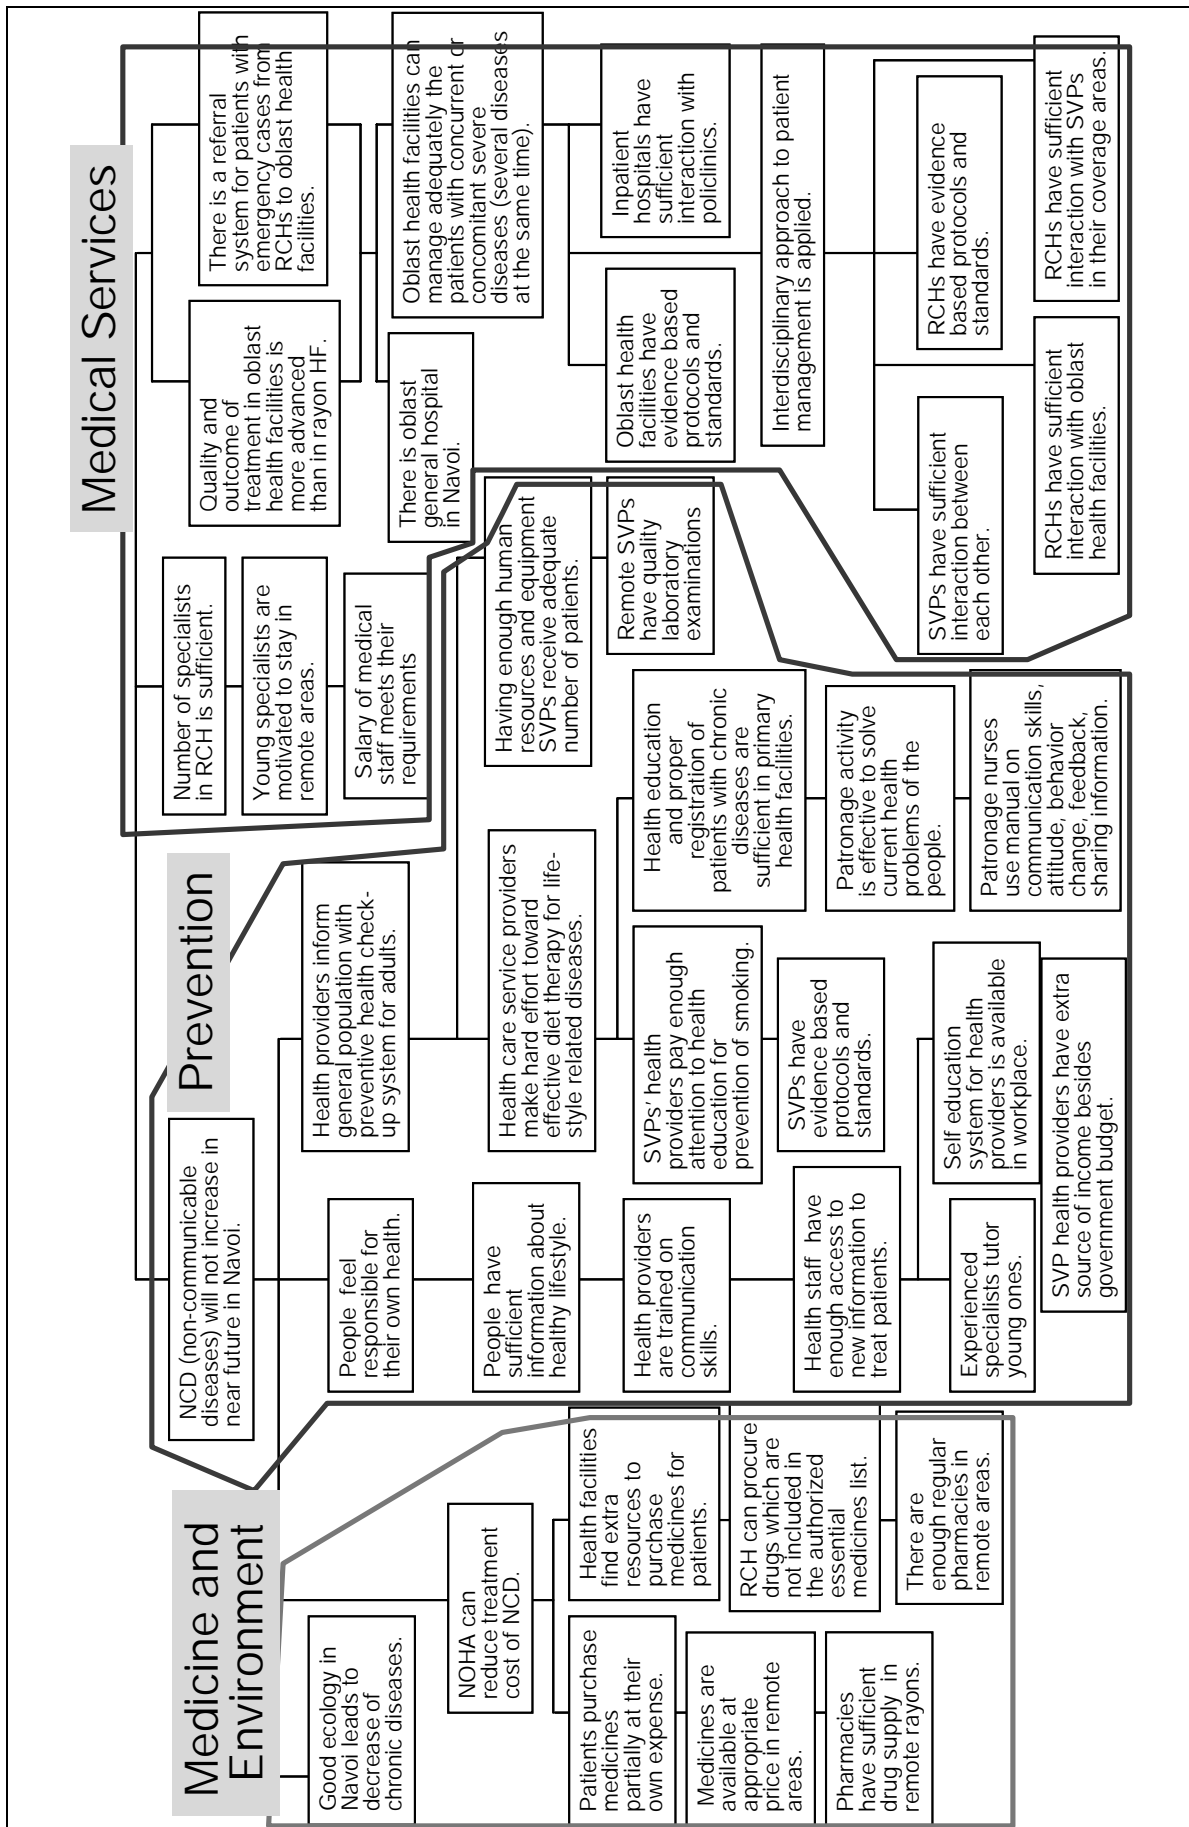 Medicine and
Environment
Prevention
Medical Services
NCD (non-communicable
diseases) will not increase in
near future in Navoi.
Good ecology in
Navoi leads to
decrease of
chronic diseases.
NOHA can
reduce treatment
cost of NCD.
Patients purchase
medicines
partially at their
own expense.
Medicines are
available at
appropriate
price in remote
areas.
Pharmacies
have sufficient
drug supply in
remote rayons.
Health facilities
find extra
resources to
purchase
medicines for
patients.
RCH can procure
drugs which are
not included in
the authorized
essential
medicines list.
There are
enough regular
pharmacies in
remote areas.
People feel
responsible for
their own health.
People have
sufficient
information about
healthy lifestyle.
Health providers
are trained on
communication
skills.
Health staff have
enough access to
new information to
treat patients.
Experienced
specialists tutor
young ones.
Self education
system for health
providers is available
in workplace.
SVP health providers have extra
source of income besides
government budget.
Health providers inform
general population with
preventive health check-
up system for adults.
Health care service providers
make hard effort toward
effective diet therapy for life-
style related diseases.
SVPs' health
providers pay enough
attention to health
education for
prevention of smoking.
SVPs have
evidence based
protocols and
standards.
Health education
and proper
registration of
patients with chronic
diseases are
sufficient in primary
health facilities.
Patronage activity
is effective to solve
current health
problems of the
people.
Patronage nurses
use manual on
communication skills,
attitude, behavior
change, feedback,
sharing information.
Having enough human
resources and equipment
SVPs receive adequate
number of patients.
Remote SVPs
have quality
laboratory
examinations
Number of specialists
in RCH is sufficient.
Young specialists are
motivated to stay in
remote areas.
Salary of medical
staff meets their
requirements
Quality and
outcome of
treatment in oblast
health facilities is
more advanced
than in rayon HF.
There is a referral
system for patients with
emergency cases from
RCHs to oblast health
facilities.
There is oblast
general hospital
in Navoi.
Oblast health facilities can
manage adequately the
patients with concurrent or
concomitant severe
diseases (several diseases
at the same time).
Oblast health
facilities have
evidence based
protocols and
standards.
Inpatient
hospitals have
sufficient
interaction with
policlinics.
Interdisciplinary approach to patient
management is applied.
SVPs have sufficient
interaction between
each other.
RCHs have evidence
based protocols and
standards.
RCHs have sufficient
interaction with oblast
health facilities.
RCHs have sufficient
interaction with SVPs
in their coverage areas.